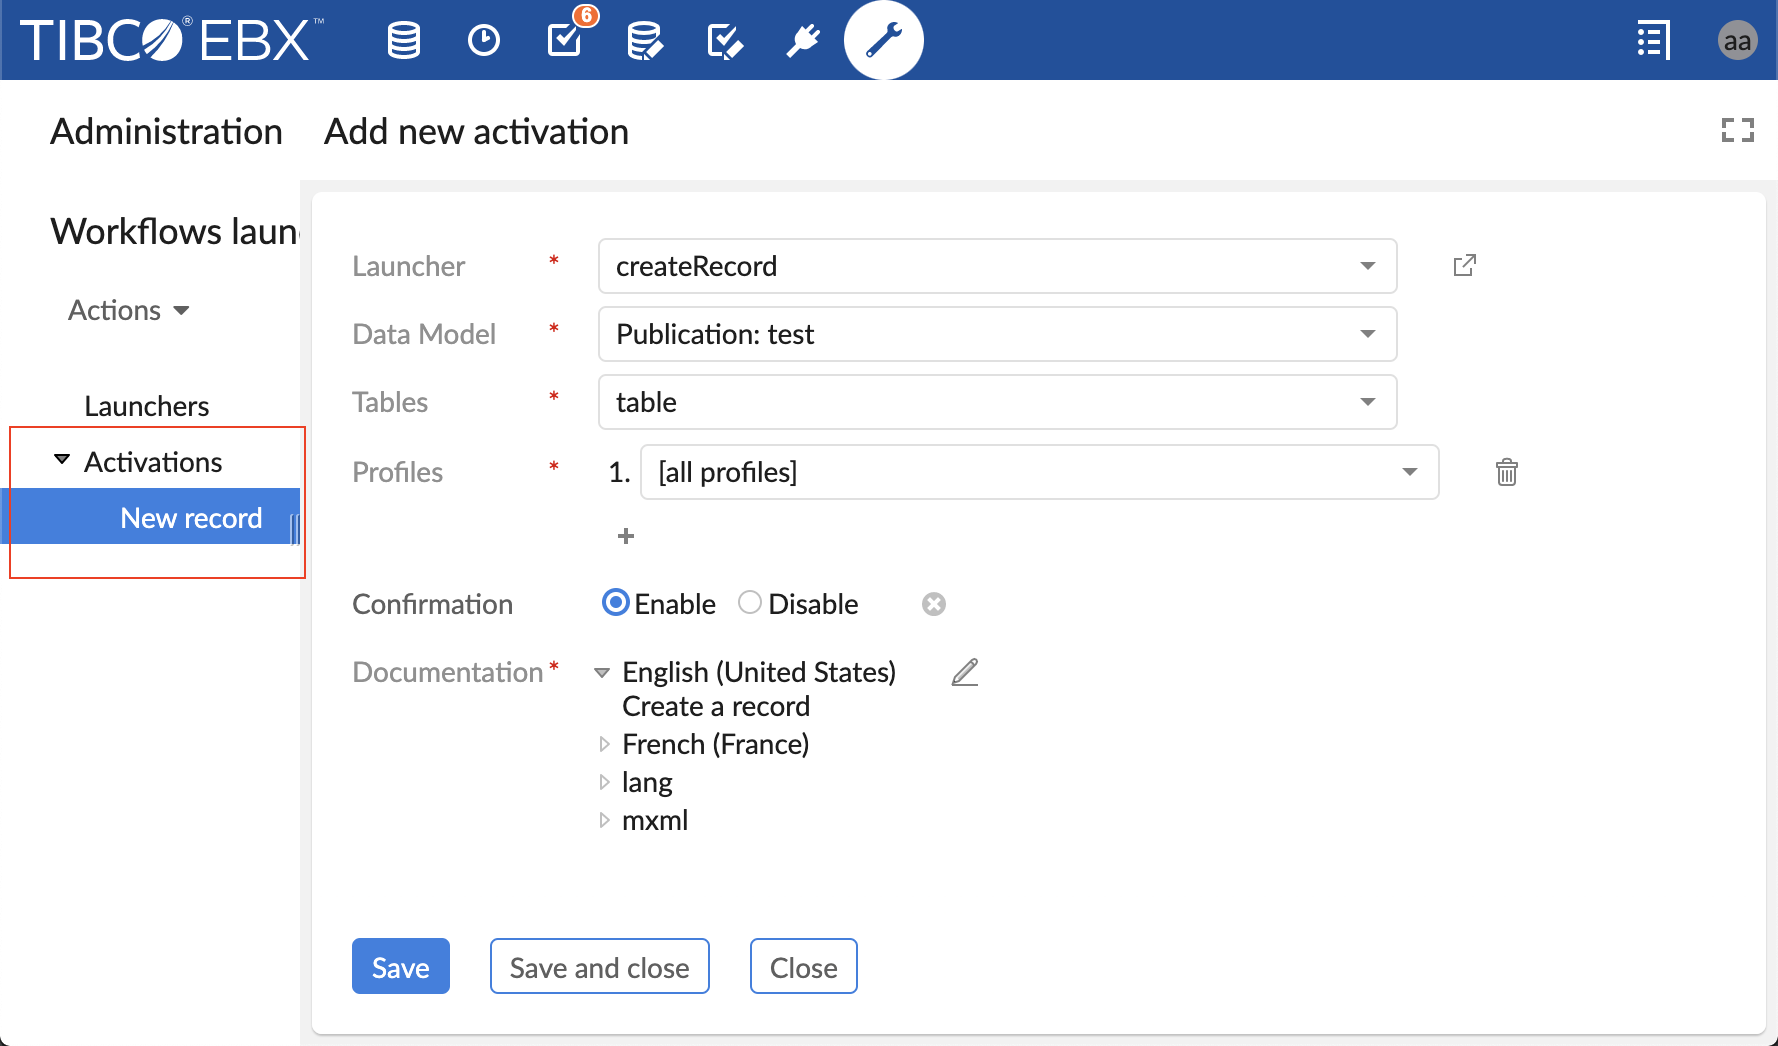 TIBCO® EBX™
6
aa
Administration
Add new activation
Workflows laun
Actions
Launchers
Activations
New record
Launcher *
createRecord
Data Model *
Publication: test
Tables *
table
Profiles *
1. [all profiles]
+
Confirmation
Enable
Disable
Documentation *
English (United States)
Create a record
French (France)
lang
mxml
Save
Save and close
Close